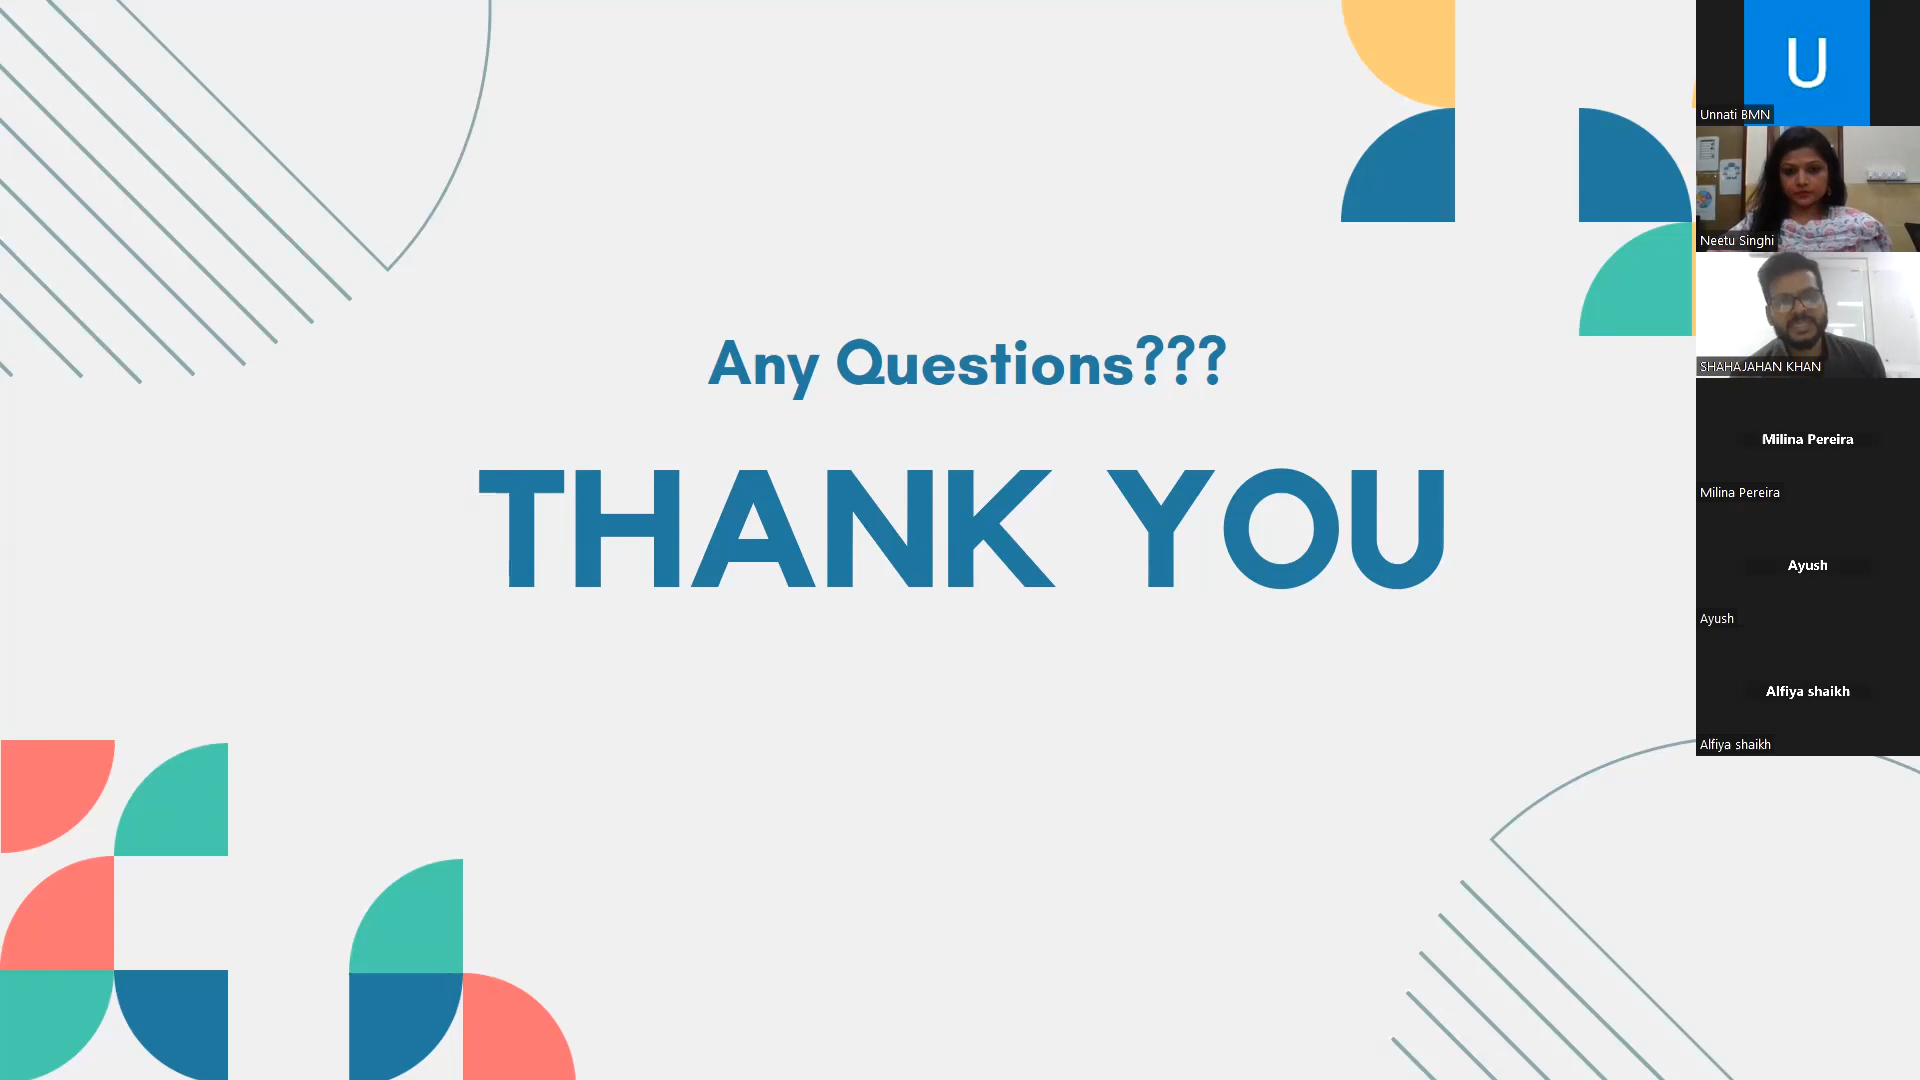 Any Questions???
THANK YOU
U
Unnati BMN
Neetu Singhi
SHAHAJAHAN KHAN
Milina Pereira
Milina Pereira
Ayush
Ayush
Alfiya shaikh
Alfiya shaikh